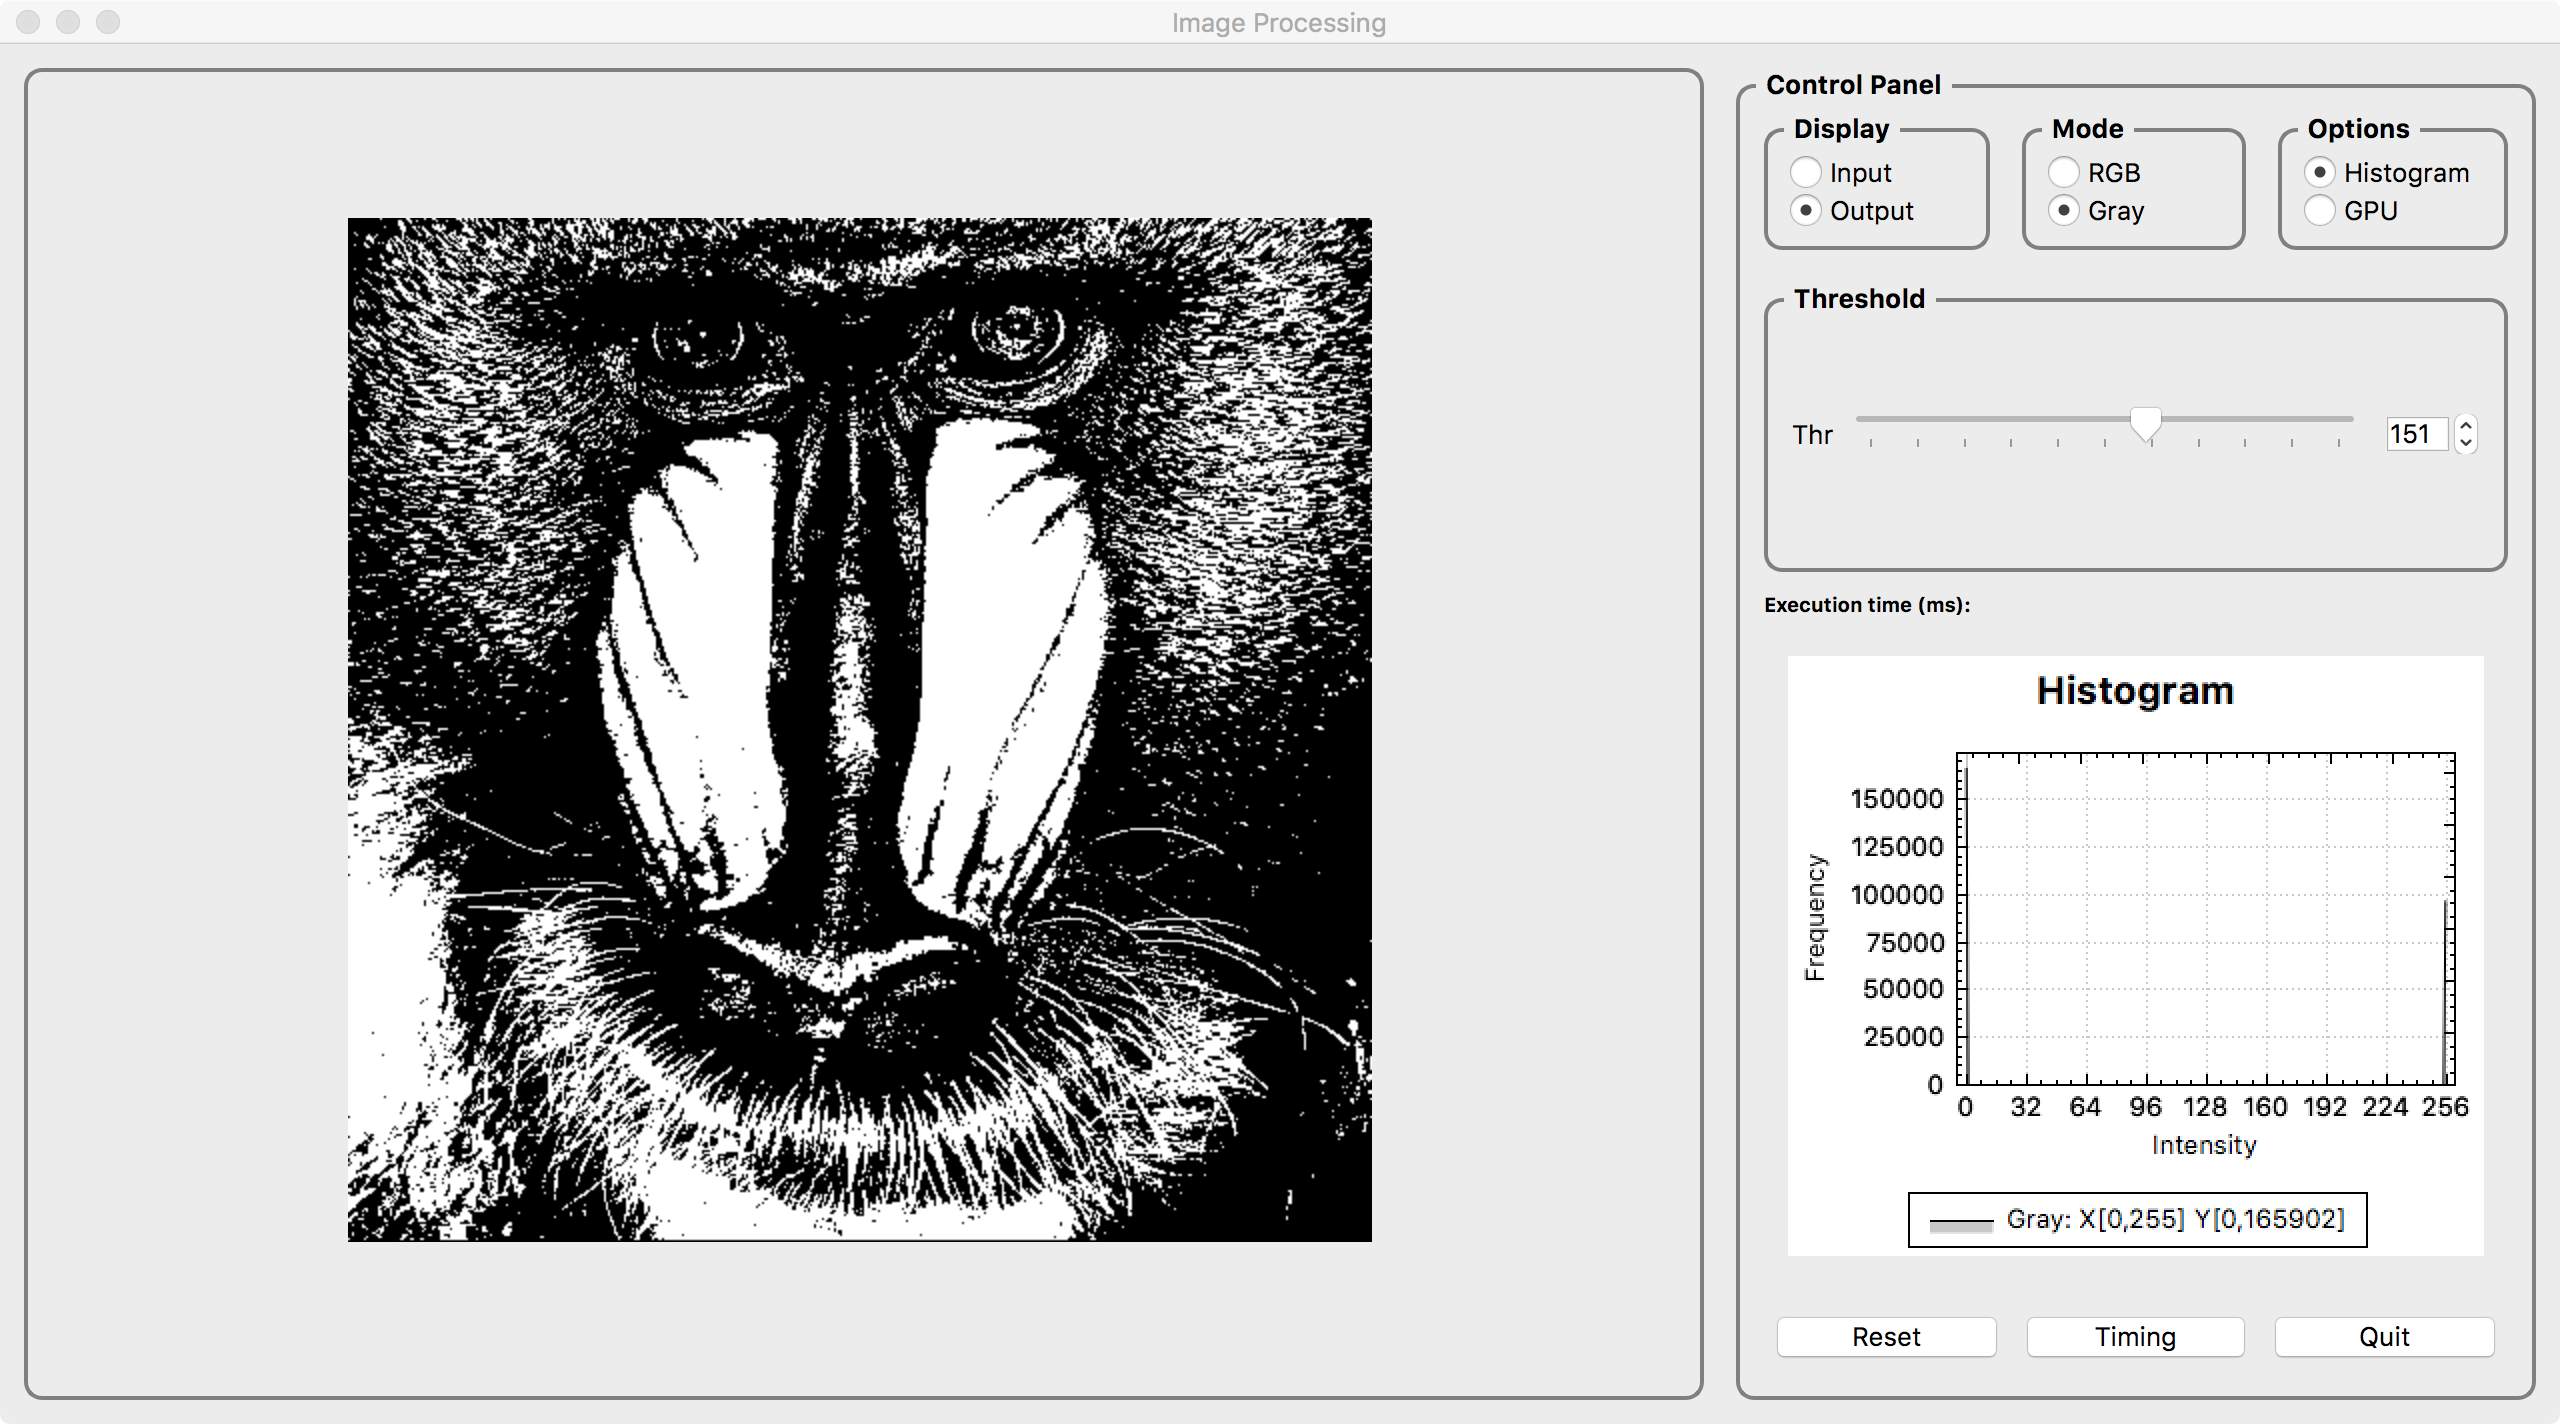 Image Processing
Control Panel
Display
Input
Output
Mode
RGB
Gray
Options
Histogram
GPU
Threshold
Thr
151
Execution time (ms):
Histogram
150000
125000
100000
75000
50000
25000
0
Frequency
0 32 64 96 128 160 192 224 256
Intensity
Gray: X[0,255] Y[0,165902]
Reset Timing Quit